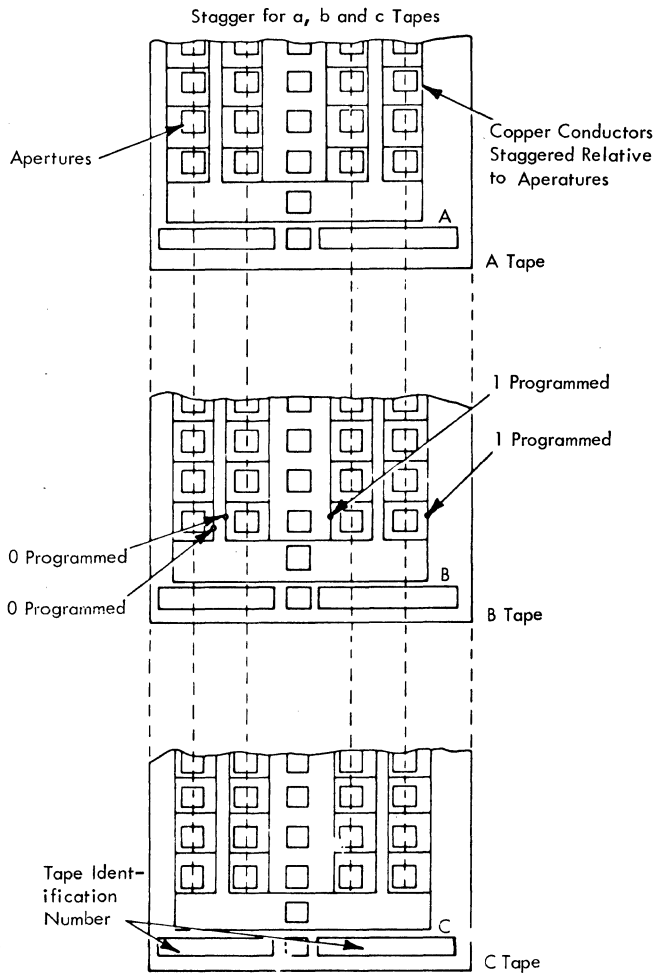 Stagger for a, b and c Tapes
Apertures
Copper Conductors
Staggered Relative
to Aperatures
A
A Tape
1 Programmed
1 Programmed
0 Programmed
0 Programmed
B
B Tape
Tape Ident-
ification
Number
C
C Tape